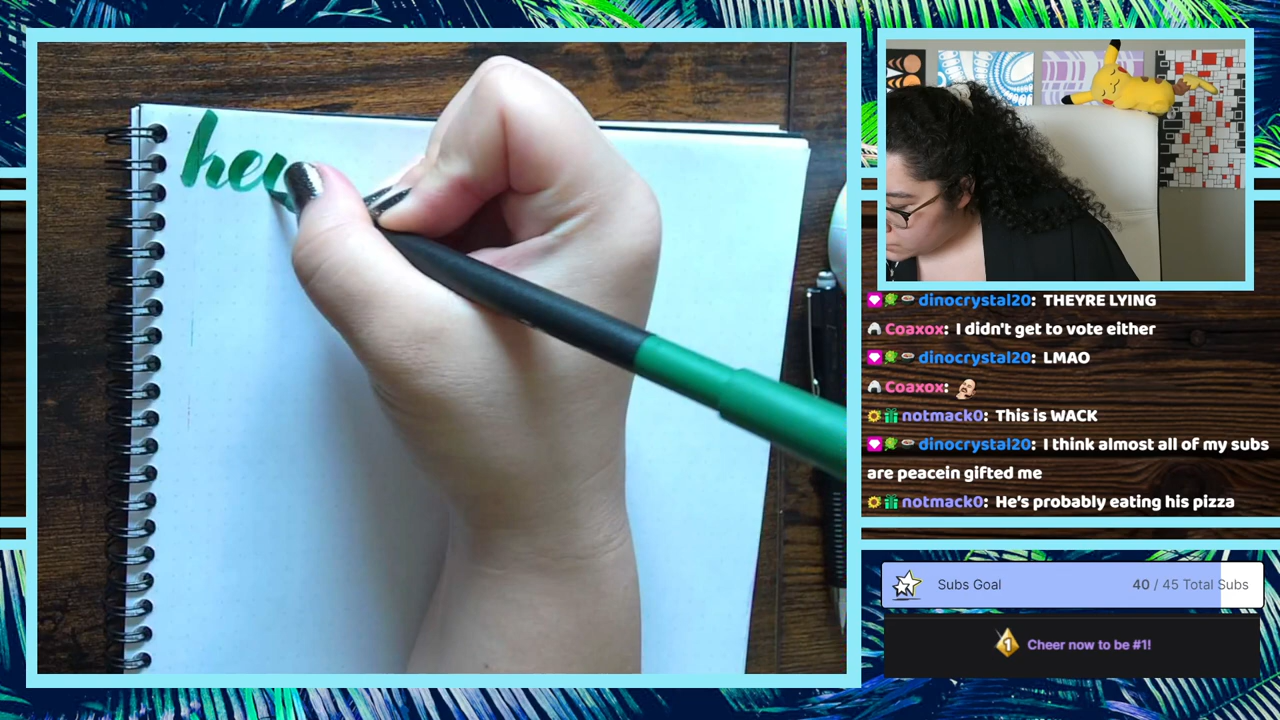 hey
dinocrystal20: THEYRE LYING
Coaxox: I didn't get to vote either
dinocrystal20: LMAO
Coaxox:
notmack0: This is WACK
dinocrystal20: I think almost all of my subs
are peacein gifted me
notmack0: He's probably eating his pizza
Subs Goal 40 / 45 Total Subs
1 Cheer now to be #1!